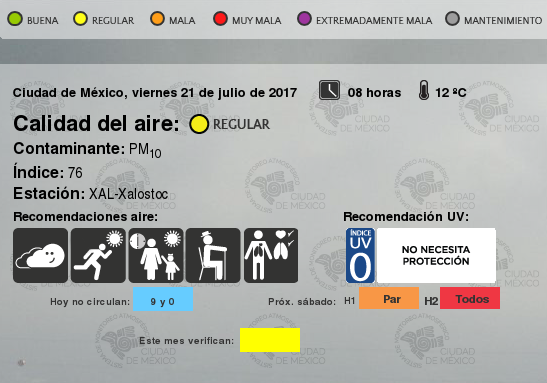 BUENA REGULAR MALA MUY MALA EXTREMADAMENTE MALA MANTENIMIENTO
Ciudad de México, viernes 21 de julio de 2017 08 horas 12 ºC
Calidad del aire: REGULAR
Contaminante: PM10
Índice: 76
Estación: XAL-Xalostoc
Recomendaciones aire: Recomendación UV:
ÍNDICE
UV
0
NO NECESITA
PROTECCIÓN
Hoy no circulan: 9 y 0 Próx. sábado: H1 Par H2 Todos
Este mes verifican:
CIUDAD
DE MÉXICO